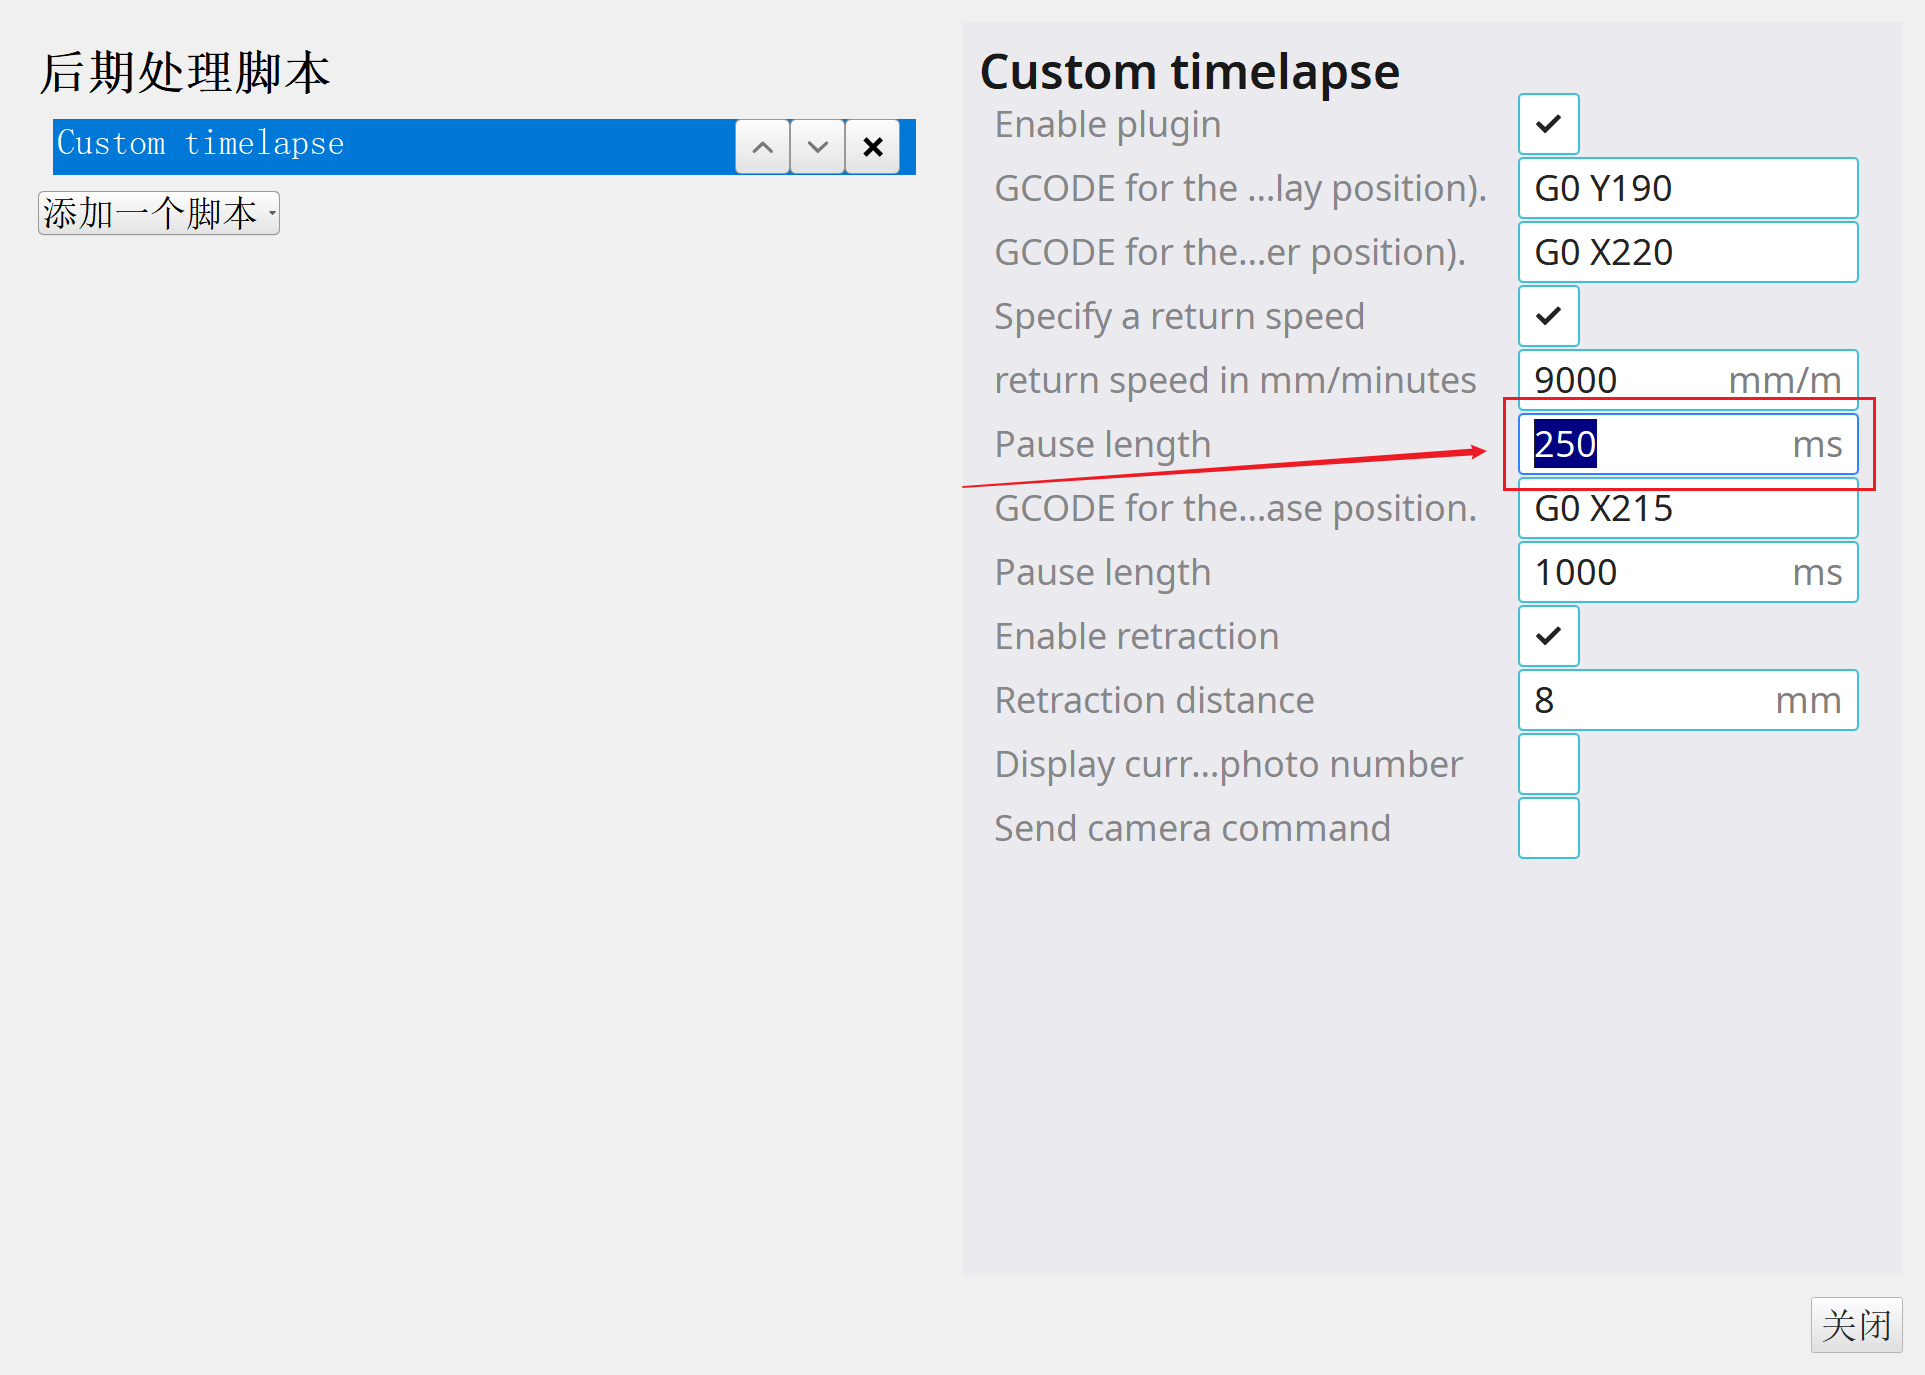 后期处理脚本
Custom timelapse
添加一个脚本
Custom timelapse
Enable plugin
GCODE for the ...lay position). G0 Y190
GCODE for the...er position). G0 X220
Specify a return speed
return speed in mm/minutes 9000 mm/m
Pause length 250 ms
GCODE for the...ase position. G0 X215
Pause length 1000 ms
Enable retraction
Retraction distance 8 mm
Display curr...photo number
Send camera command
关闭